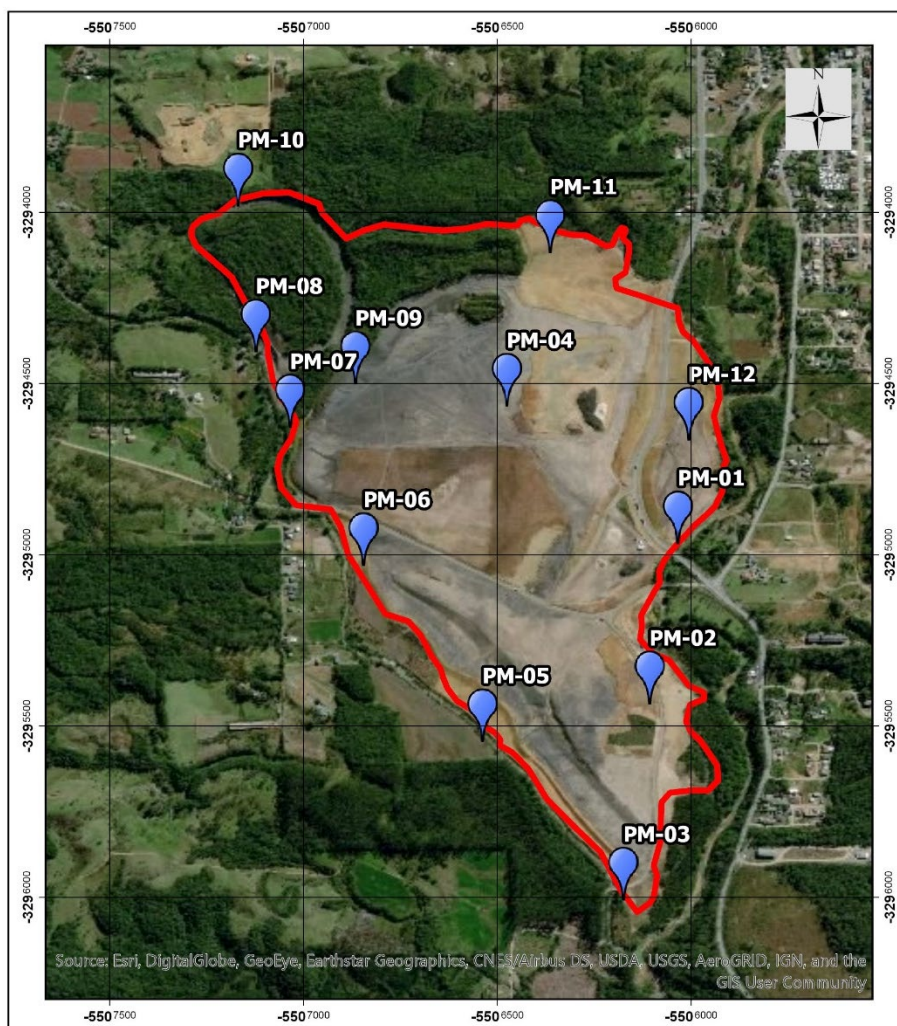 -5507500 -5507000 -5506500 -5506000
N
PM-10
PM-11
-3294000 -3294000
PM-08
PM-09
PM-04
PM-07
-3294500 -3294500
PM-12
PM-01
PM-06
-3295000 -3295000
PM-02
PM-05
-3295500 -3295500
PM-03
-3296000 -3296000
Source: Esri, DigitalGlobe, GeoEye, Earthstar Geographics, CNES/Airbus DS, USDA, USGS, AeroGRID, IGN, and the
GIS User Community
-5507500 -5507000 -5506500 -5506000